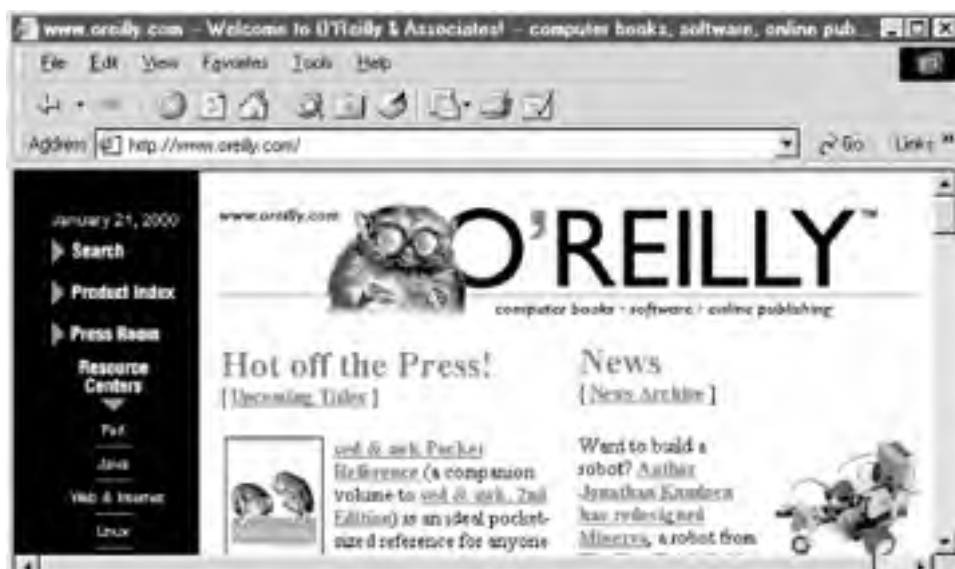 www.oreilly.com - Welcome to O'Reilly & Associates! - computer books, software, online pub...
File Edit View Favorites Tools Help
Address http://www.oreilly.com/ Go Links »
January 21, 2000
Search
Product Index
Press Room
Resource
Centers
Perl
Java
Web & Internet
Linux
www.oreilly.com
O'REILLY™
computer books · software · online publishing
Hot off the Press!
[ Upcoming Titles ]
sed & awk Pocket
Reference (a companion
volume to sed & awk, 2nd
Edition) is an ideal pocket-
sized reference for anyone
News
[ News Archive ]
Want to build a
robot? Author
Jonathan Knudsen
has redesigned
Minerva, a robot from